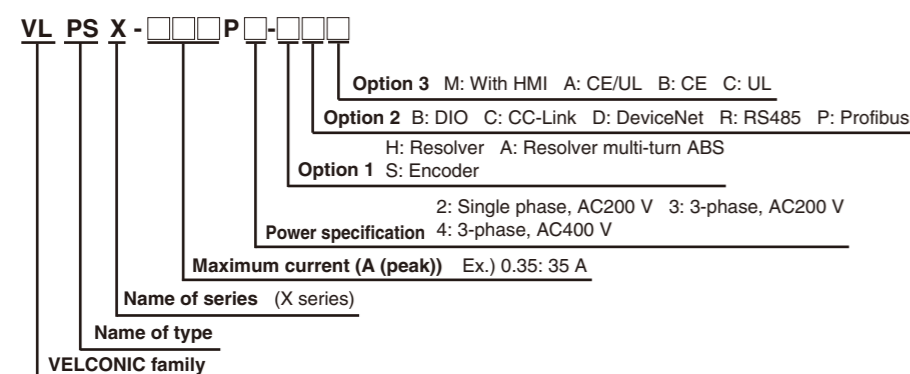 VL PS X - □□□ P □-□□□
Option 3 M: With HMI A: CE/UL B: CE C: UL
Option 2 B: DIO C: CC-Link D: DeviceNet R: RS485 P: Profibus
H: Resolver A: Resolver multi-turn ABS
Option 1 S: Encoder
2: Single phase, AC200 V 3: 3-phase, AC200 V
Power specification 4: 3-phase, AC400 V
Maximum current (A (peak)) Ex.) 0.35: 35 A
Name of series (X series)
Name of type
VELCONIC family